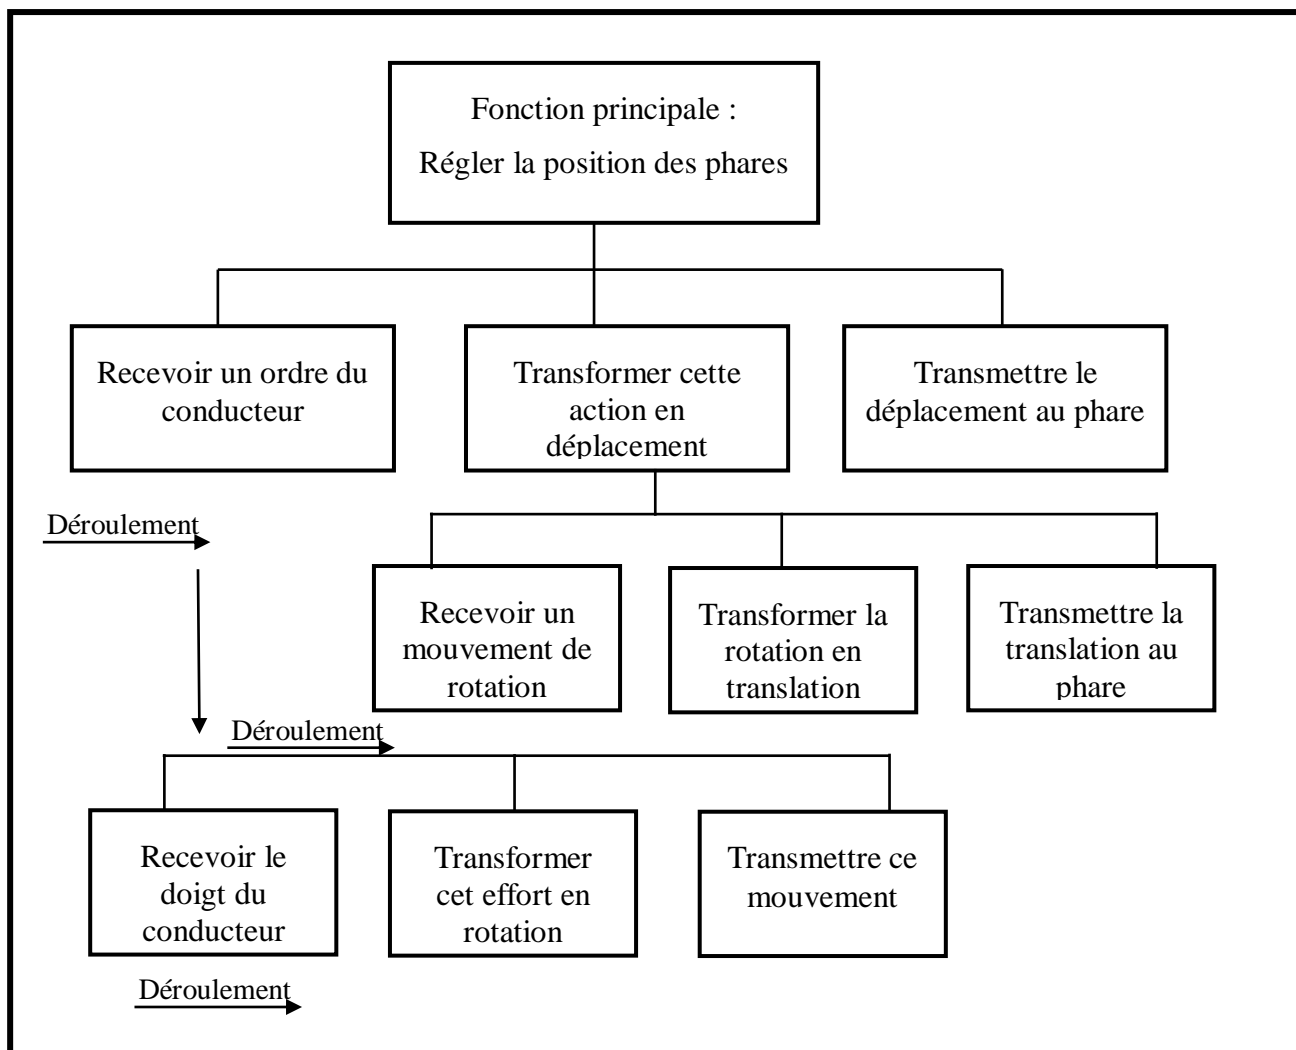 Fonction principale :
Régler la position des phares
Recevoir un ordre du
conducteur
Transformer cette
action en
déplacement
Transmettre le
déplacement au phare
Déroulement
Recevoir un
mouvement de
rotation
Transformer la
rotation en
translation
Transmettre la
translation au
phare
Déroulement
Recevoir le
doigt du
conducteur
Transformer
cet effort en
rotation
Transmettre ce
mouvement
Déroulement